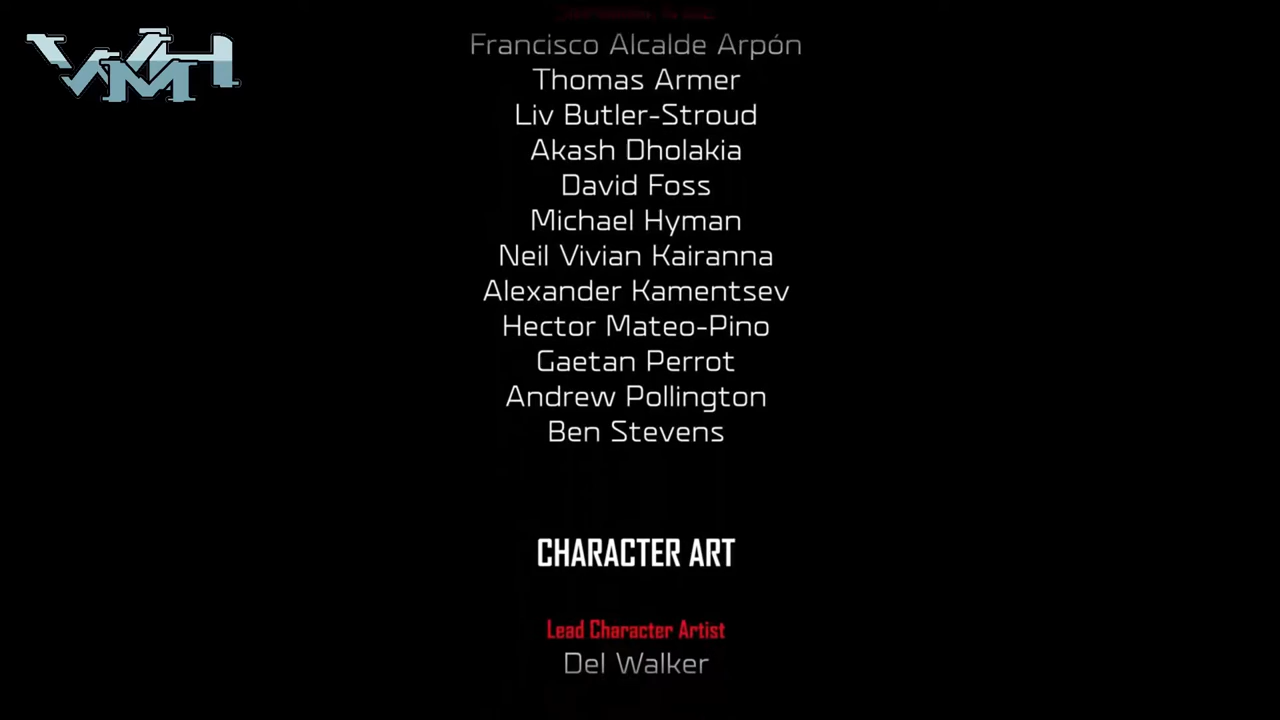 VMH
Francisco Alcalde Arpón
Thomas Armer
Liv Butler-Stroud
Akash Dholakia
David Foss
Michael Hyman
Neil Vivian Kairanna
Alexander Kamentsev
Hector Mateo-Pino
Gaetan Perrot
Andrew Pollington
Ben Stevens
CHARACTER ART
Lead Character Artist
Del Walker